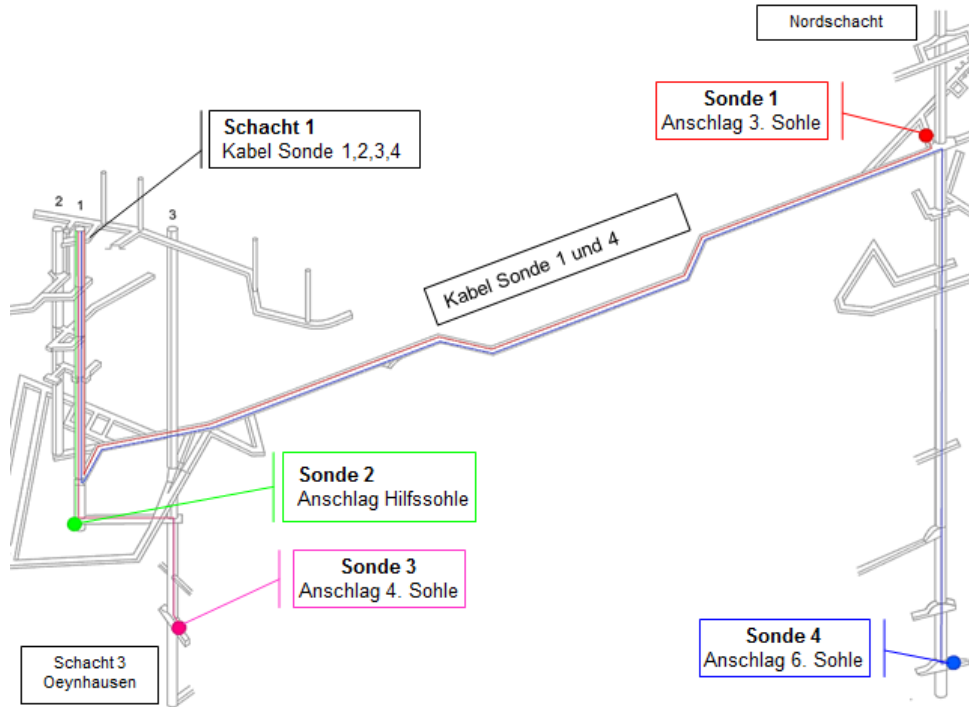 Nordschacht
Sonde 1
Anschlag 3. Sohle
Schacht 1
Kabel Sonde 1,2,3,4
2 1
3
Kabel Sonde 1 und 4
Sonde 2
Anschlag Hilfssohle
Sonde 3
Anschlag 4. Sohle
Sonde 4
Anschlag 6. Sohle
Schacht 3
Oeynhausen